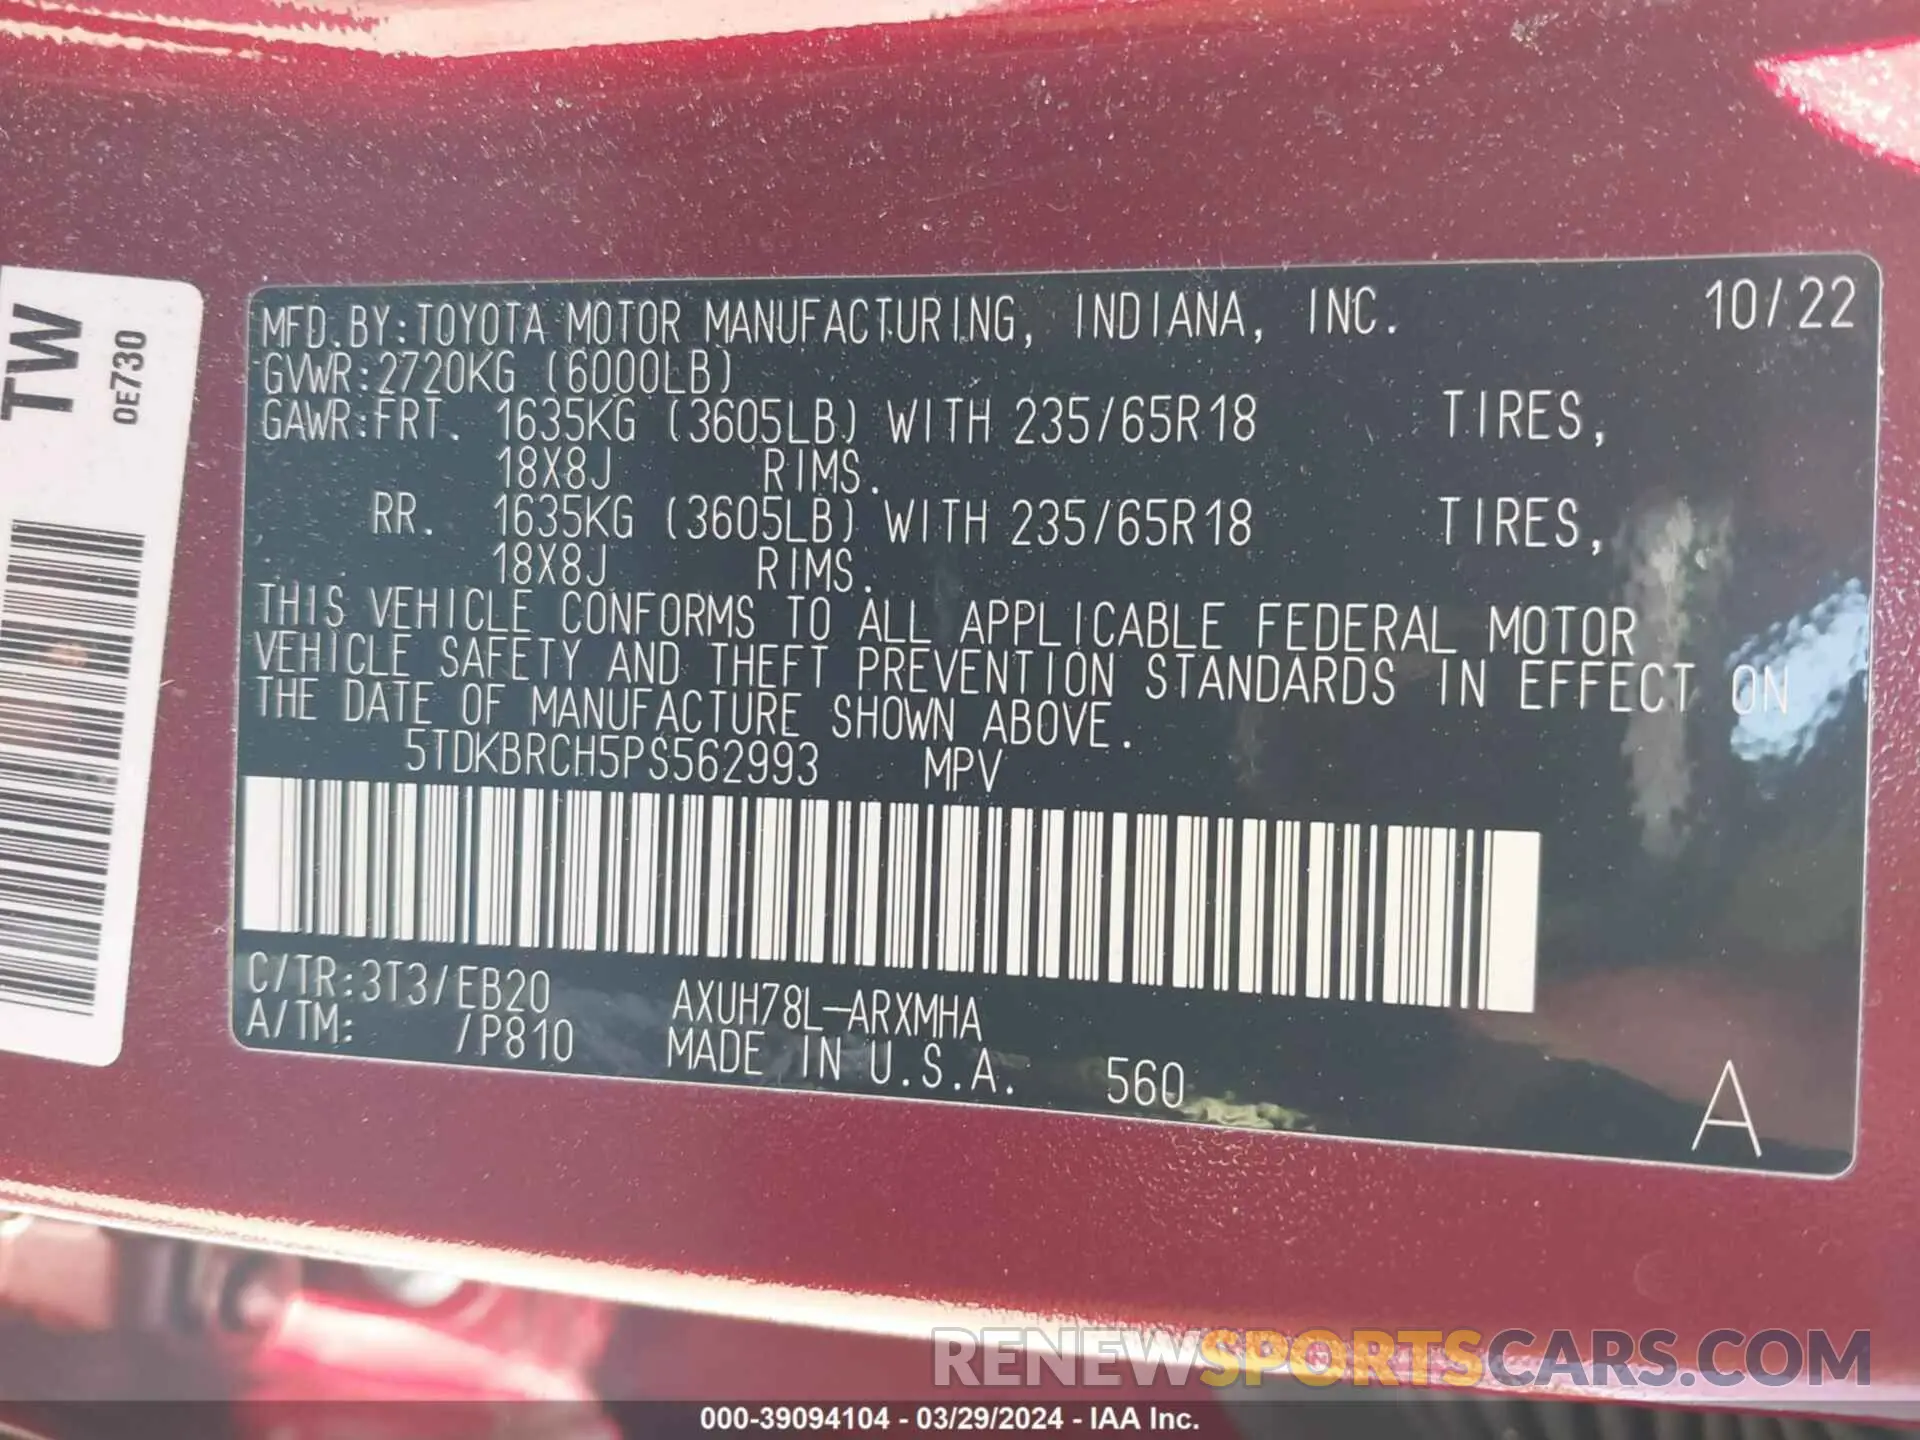 TW
0E730
MFD.BY:TOYOTA MOTOR MANUFACTURING, INDIANA, INC. 10/22
GVWR:2720KG (6000LB)
GAWR:FRT. 1635KG (3605LB) WITH 235/65R18 TIRES,
18X8J RIMS.
RR. 1635KG (3605LB) WITH 235/65R18 TIRES,
18X8J RIMS.
THIS VEHICLE CONFORMS TO ALL APPLICABLE FEDERAL MOTOR
VEHICLE SAFETY AND THEFT PREVENTION STANDARDS IN EFFECT ON
THE DATE OF MANUFACTURE SHOWN ABOVE.
5TDKBRCH5PS562993 MPV
C/TR:3T3/EB20 AXUH78L-ARXMHA
A/TM: /P810 MADE IN U.S.A. 560
A
RENEWSPORTSCARS.COM
000-39094104 - 03/29/2024 - IAA Inc.